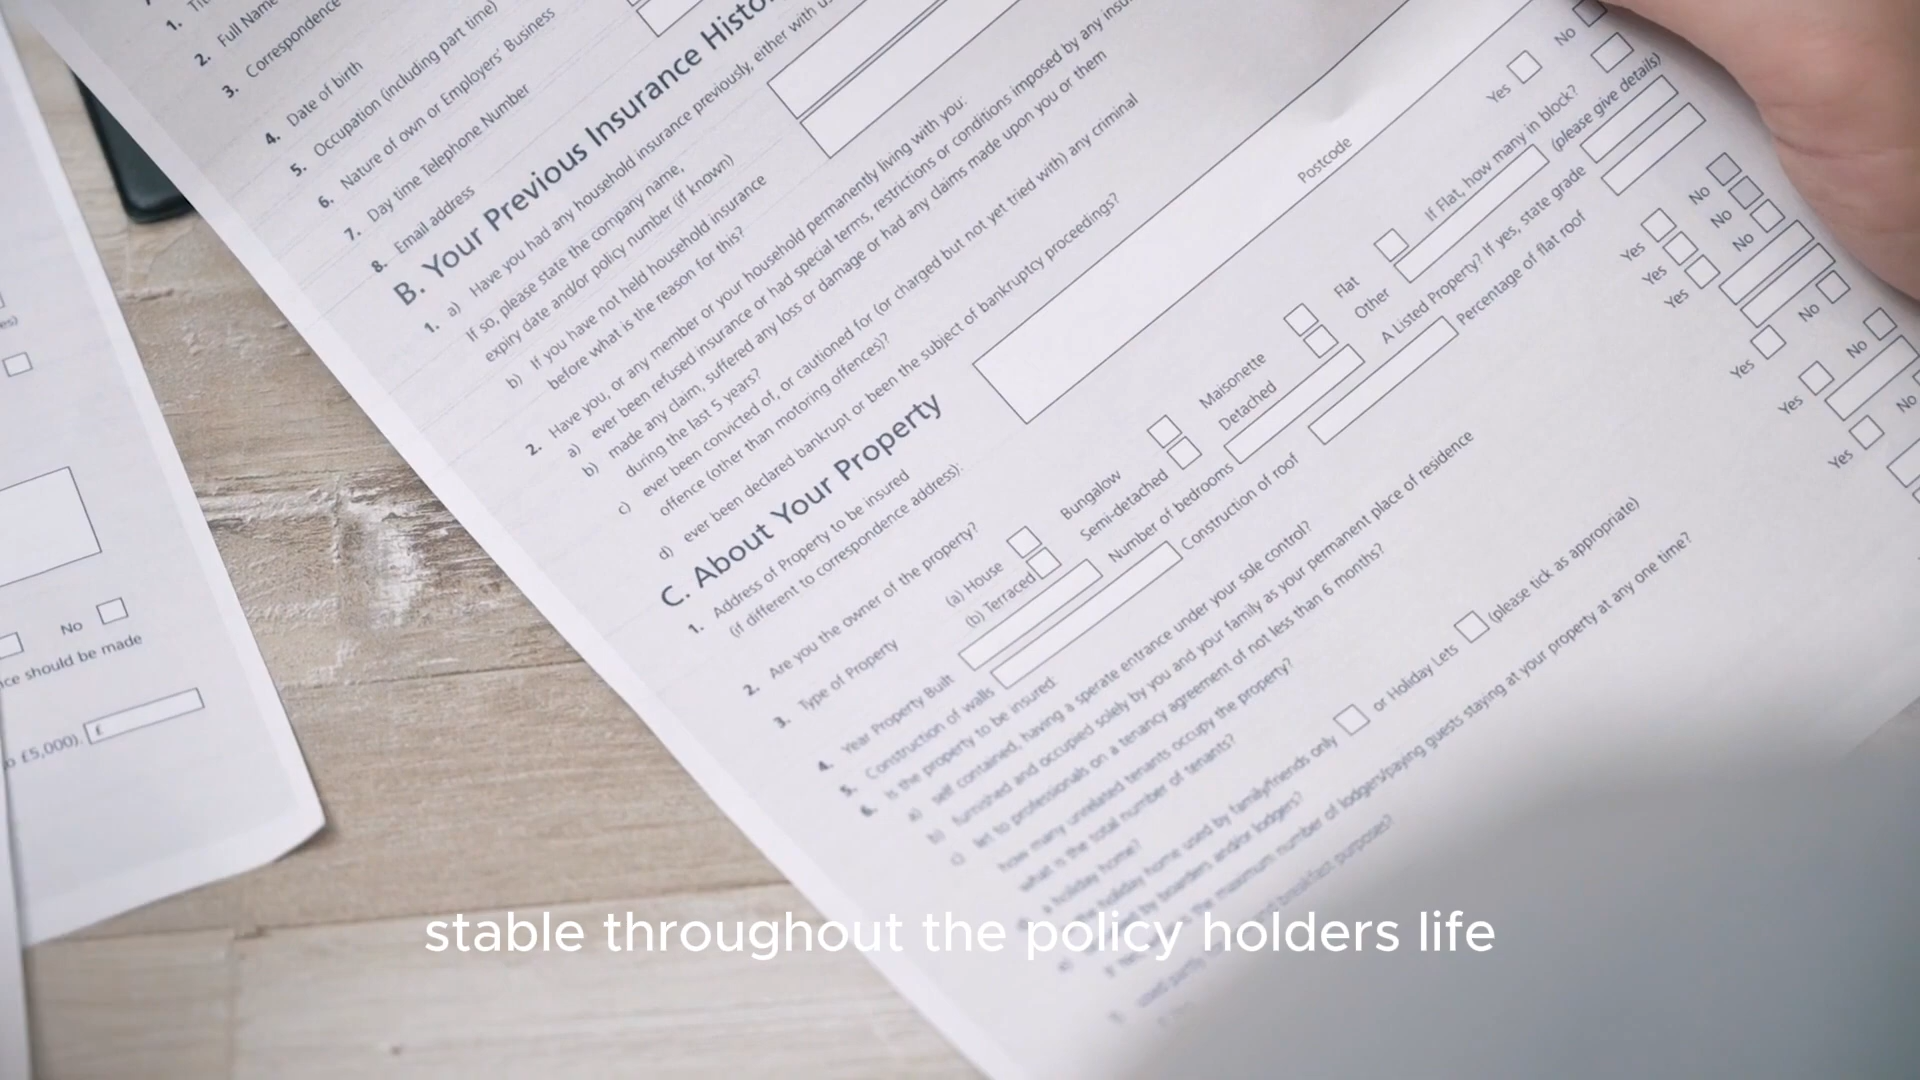 1.
2. Full Name
3. Correspondence
4. Date of birth
5. Occupation (including part time)
6. Nature of own or Employers' Business
7. Day time Telephone Number
8. Email address
B. Your Previous Insurance
1. a) Have you had any household insurance previously, either with
If so, please state the company name,
expiry date and/or policy number (if known)
b) If you have not held household insurance
before what is the reason for this?
2. Have you, or any member or your household permanently living with you:
a) ever been refused insurance or had special terms, restrictions or conditions imposed by any
b) made any claim, suffered any loss or damage or had any claims made upon you or them
during the last 5 years?
c) ever been convicted of, or cautioned for (or charged but not yet tried with) any criminal
offence (other than motoring offences)?
d) ever been declared bankrupt or been the subject of bankruptcy proceedings?
C. About Your Property
1. Address of Property to be insured
(if different to correspondence address):
Postcode
2. Are you the owner of the property?
Yes No
3. Type of Property
(a) House Bungalow Maisonette Flat If Flat, how many in block?
(b) Terraced Semi-detached Detached Other (please give details)
4. Year Property Built Number of bedrooms A Listed Property? If yes, state grade
5. Construction of walls Construction of roof Percentage of flat roof
6. Is the property to be insured:
a) self contained, having a sperate entrance under your sole control? Yes No
b) furnished and occupied solely by you and your family as your permanent place of residence Yes No
c) let to professionals on a tenancy agreement of not less than 6 months? Yes No
how many unrelated tenants occupy the property?
what is the total number of tenants?
a holiday home? Yes No
holiday home used by family/friends only or Holiday Lets (please tick as appropriate)
by boarders and/or lodgers? Yes No
the maximum number of lodgers/paying guests staying at your property at any one time?
breakfast purposes? Yes No
No
should be made
£5,000). £
stable throughout the policy holders life